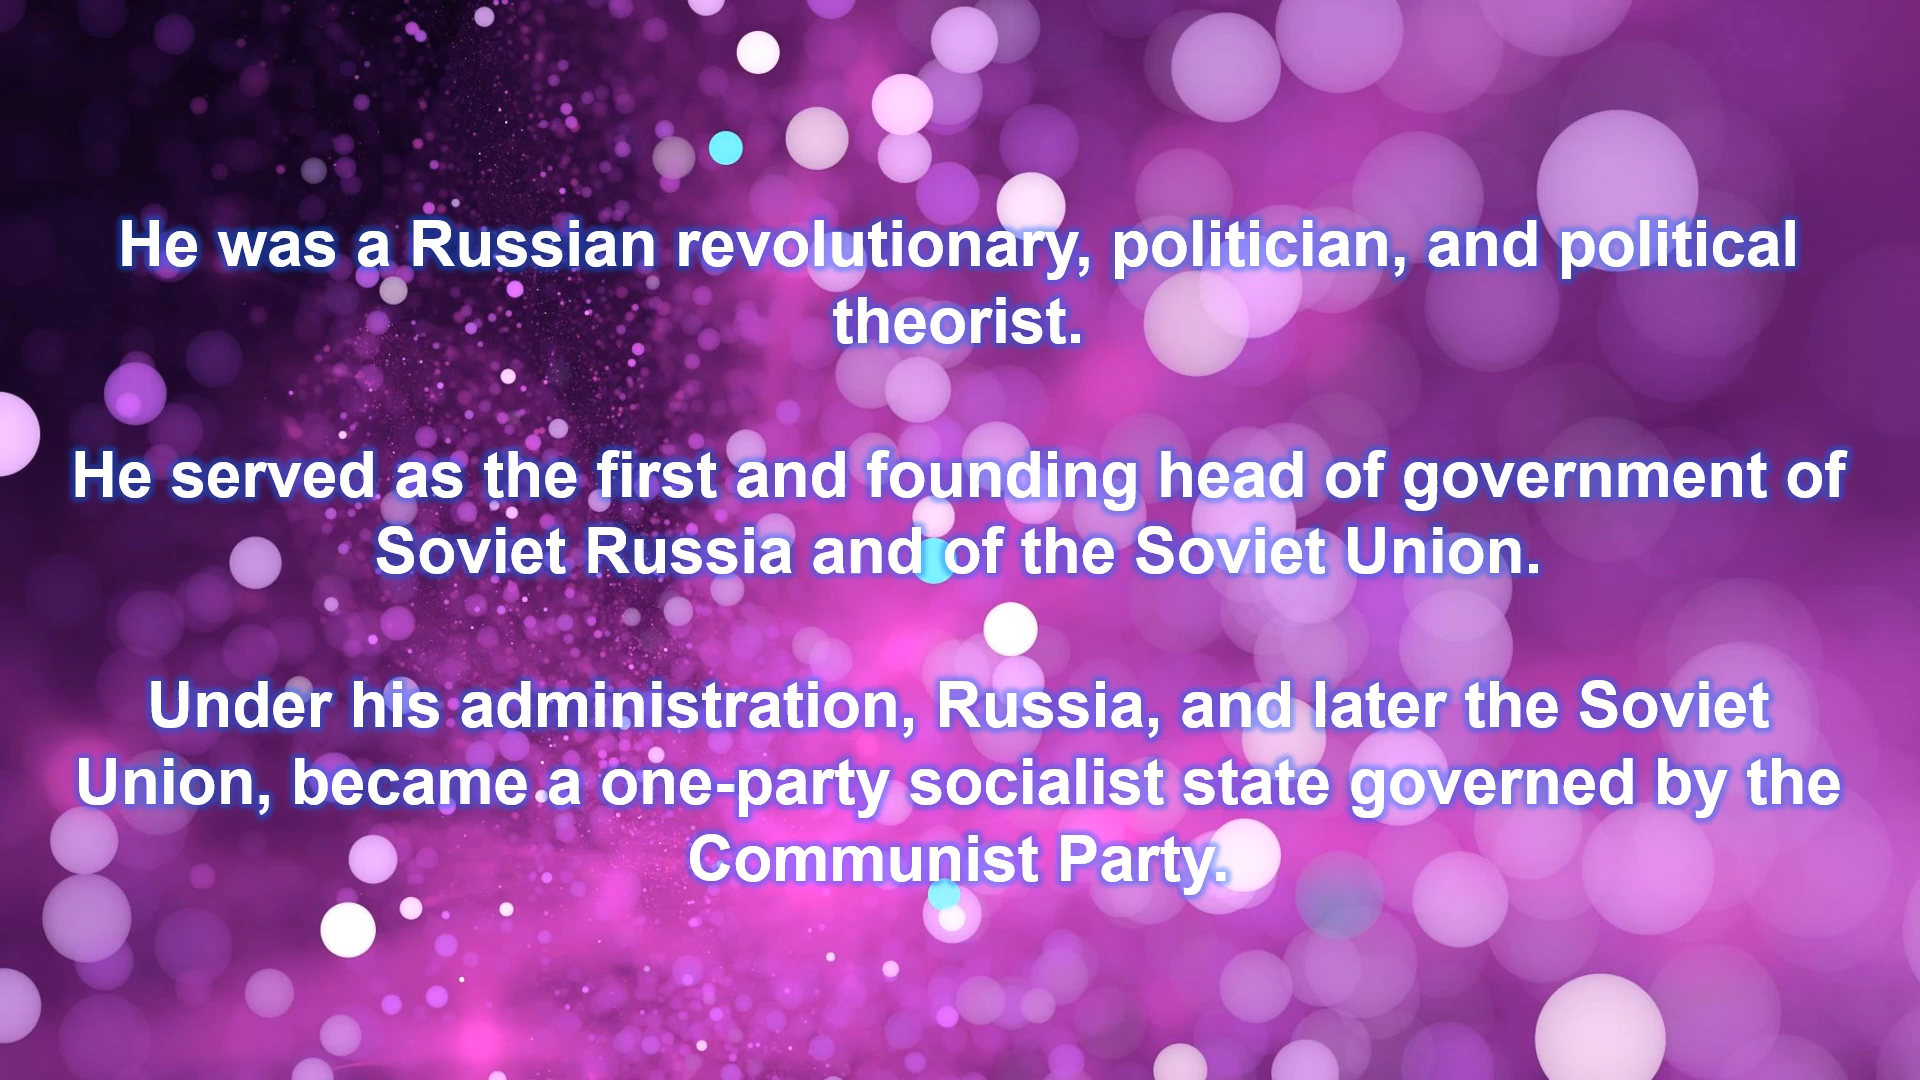 He was a Russian revolutionary, politician, and political
theorist.
He served as the first and founding head of government of
Soviet Russia and of the Soviet Union.
Under his administration, Russia, and later the Soviet
Union, became a one-party socialist state governed by the
Communist Party.